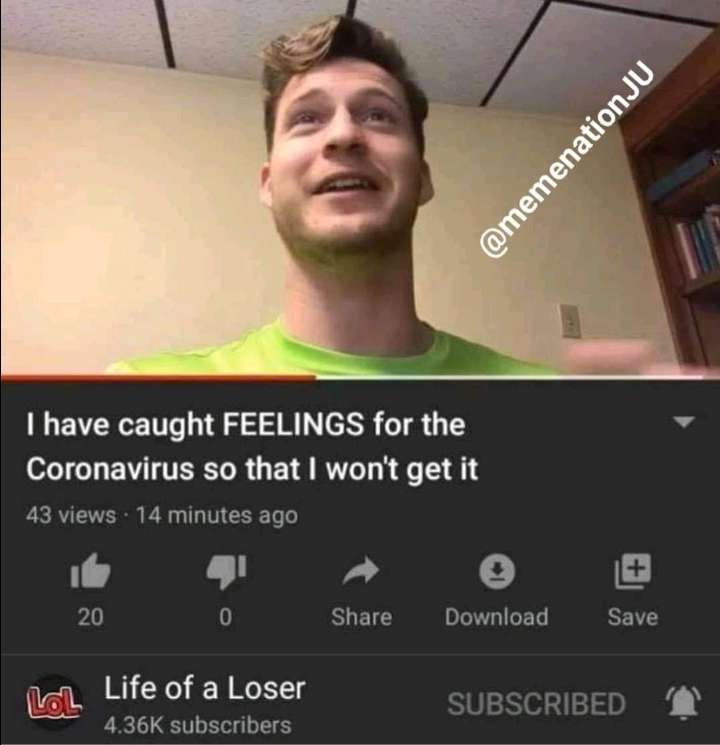 @memenationJU
I have caught FEELINGS for the
Coronavirus so that I won't get it
43 views · 14 minutes ago
20
0
Share
Download
Save
LOL
Life of a Loser
4.36K subscribers
SUBSCRIBED